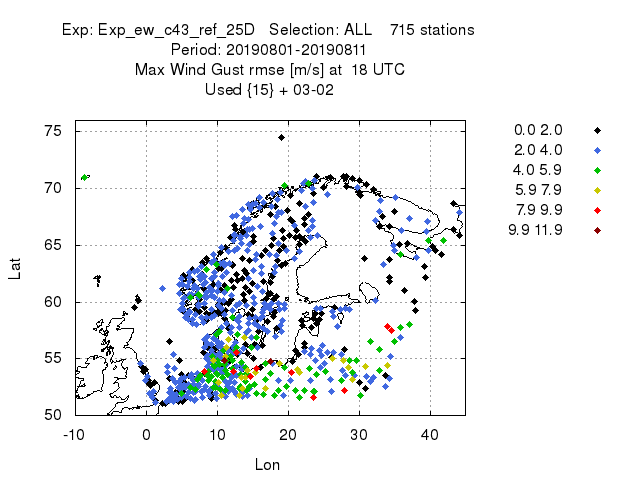 Exp: Exp_ew_c43_ref_25D   Selection: ALL    715 stations
Period: 20190801-20190811
Max Wind Gust rmse [m/s] at  18 UTC
Used {15} + 03-02
0.0 2.0
2.0 4.0
4.0 5.9
5.9 7.9
7.9 9.9
9.9 11.9
75
70
65
60
55
50
Lat
-10 0 10 20 30 40
Lon